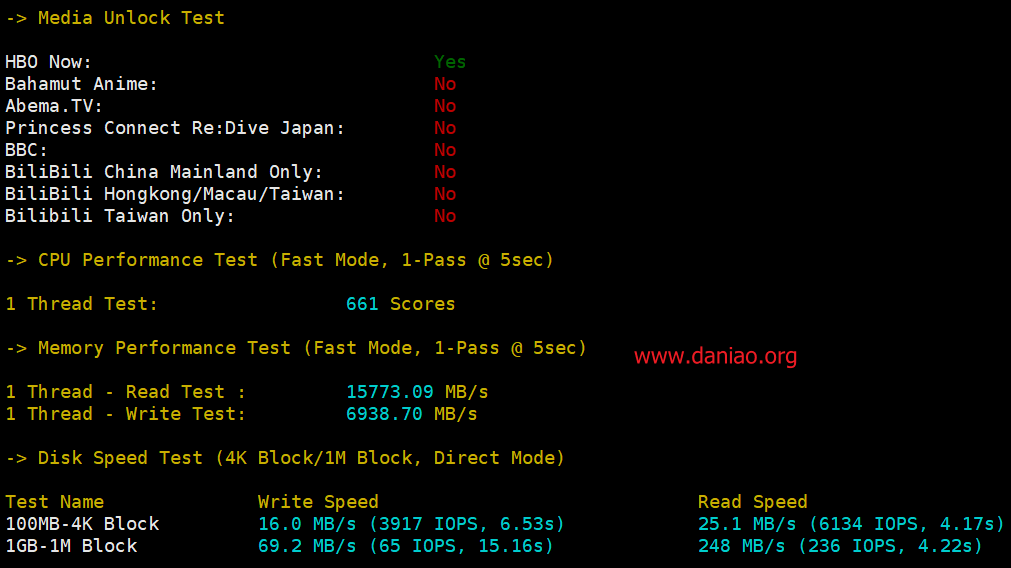 -> Media Unlock Test
HBO Now: Yes
Bahamut Anime: No
Abema.TV: No
Princess Connect Re:Dive Japan: No
BBC: No
BiliBili China Mainland Only: No
BiliBili Hongkong/Macau/Taiwan: No
Bilibili Taiwan Only: No
-> CPU Performance Test (Fast Mode, 1-Pass @ 5sec)
1 Thread Test: 661 Scores
-> Memory Performance Test (Fast Mode, 1-Pass @ 5sec)
www.daniao.org
1 Thread - Read Test : 15773.09 MB/s
1 Thread - Write Test: 6938.70 MB/s
-> Disk Speed Test (4K Block/1M Block, Direct Mode)
Test Name Write Speed Read Speed
100MB-4K Block 16.0 MB/s (3917 IOPS, 6.53s) 25.1 MB/s (6134 IOPS, 4.17s)
1GB-1M Block 69.2 MB/s (65 IOPS, 15.16s) 248 MB/s (236 IOPS, 4.22s)